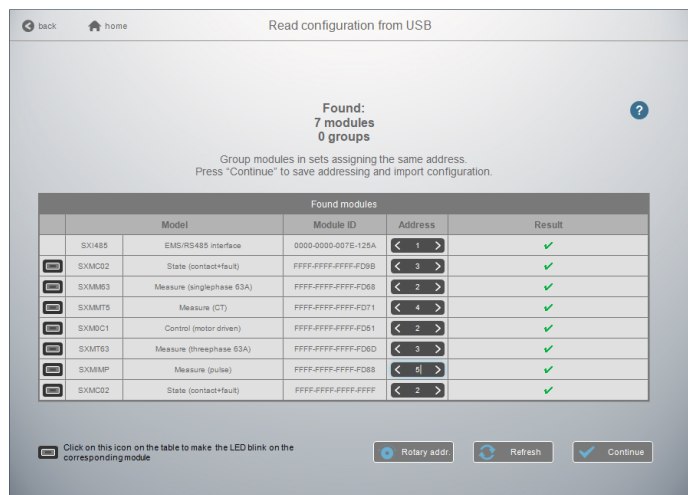 back home Read configuration from USB
Found:
7 modules
0 groups
?
Group modules in sets assigning the same address.
Press "Continue" to save addressing and import configuration.
Found modules
Model Module ID Address Result
SXI485 EMS/RS485 interface 0000-0000-007E-125A 1
SXMC02 State (contact+fault) FFFF-FFFF-FFFF-FD9B 3
SXMM63 Measure (singlephase 63A) FFFF-FFFF-FFFF-FD68 2
SXMMT5 Measure (CT) FFFF-FFFF-FFFF-FD71 4
SXM0C1 Control (motor driven) FFFF-FFFF-FFFF-FD51 2
SXMT63 Measure (threephase 63A) FFFF-FFFF-FFFF-FD6D 3
SXMIMP Measure (pulse) FFFF-FFFF-FFFF-FD88 5
SXMC02 State (contact+fault) FFFF-FFFF-FFFF-FFFF 2
Click on this icon on the table to make the LED blink on the
corresponding module
Rotary addr. Refresh Continue